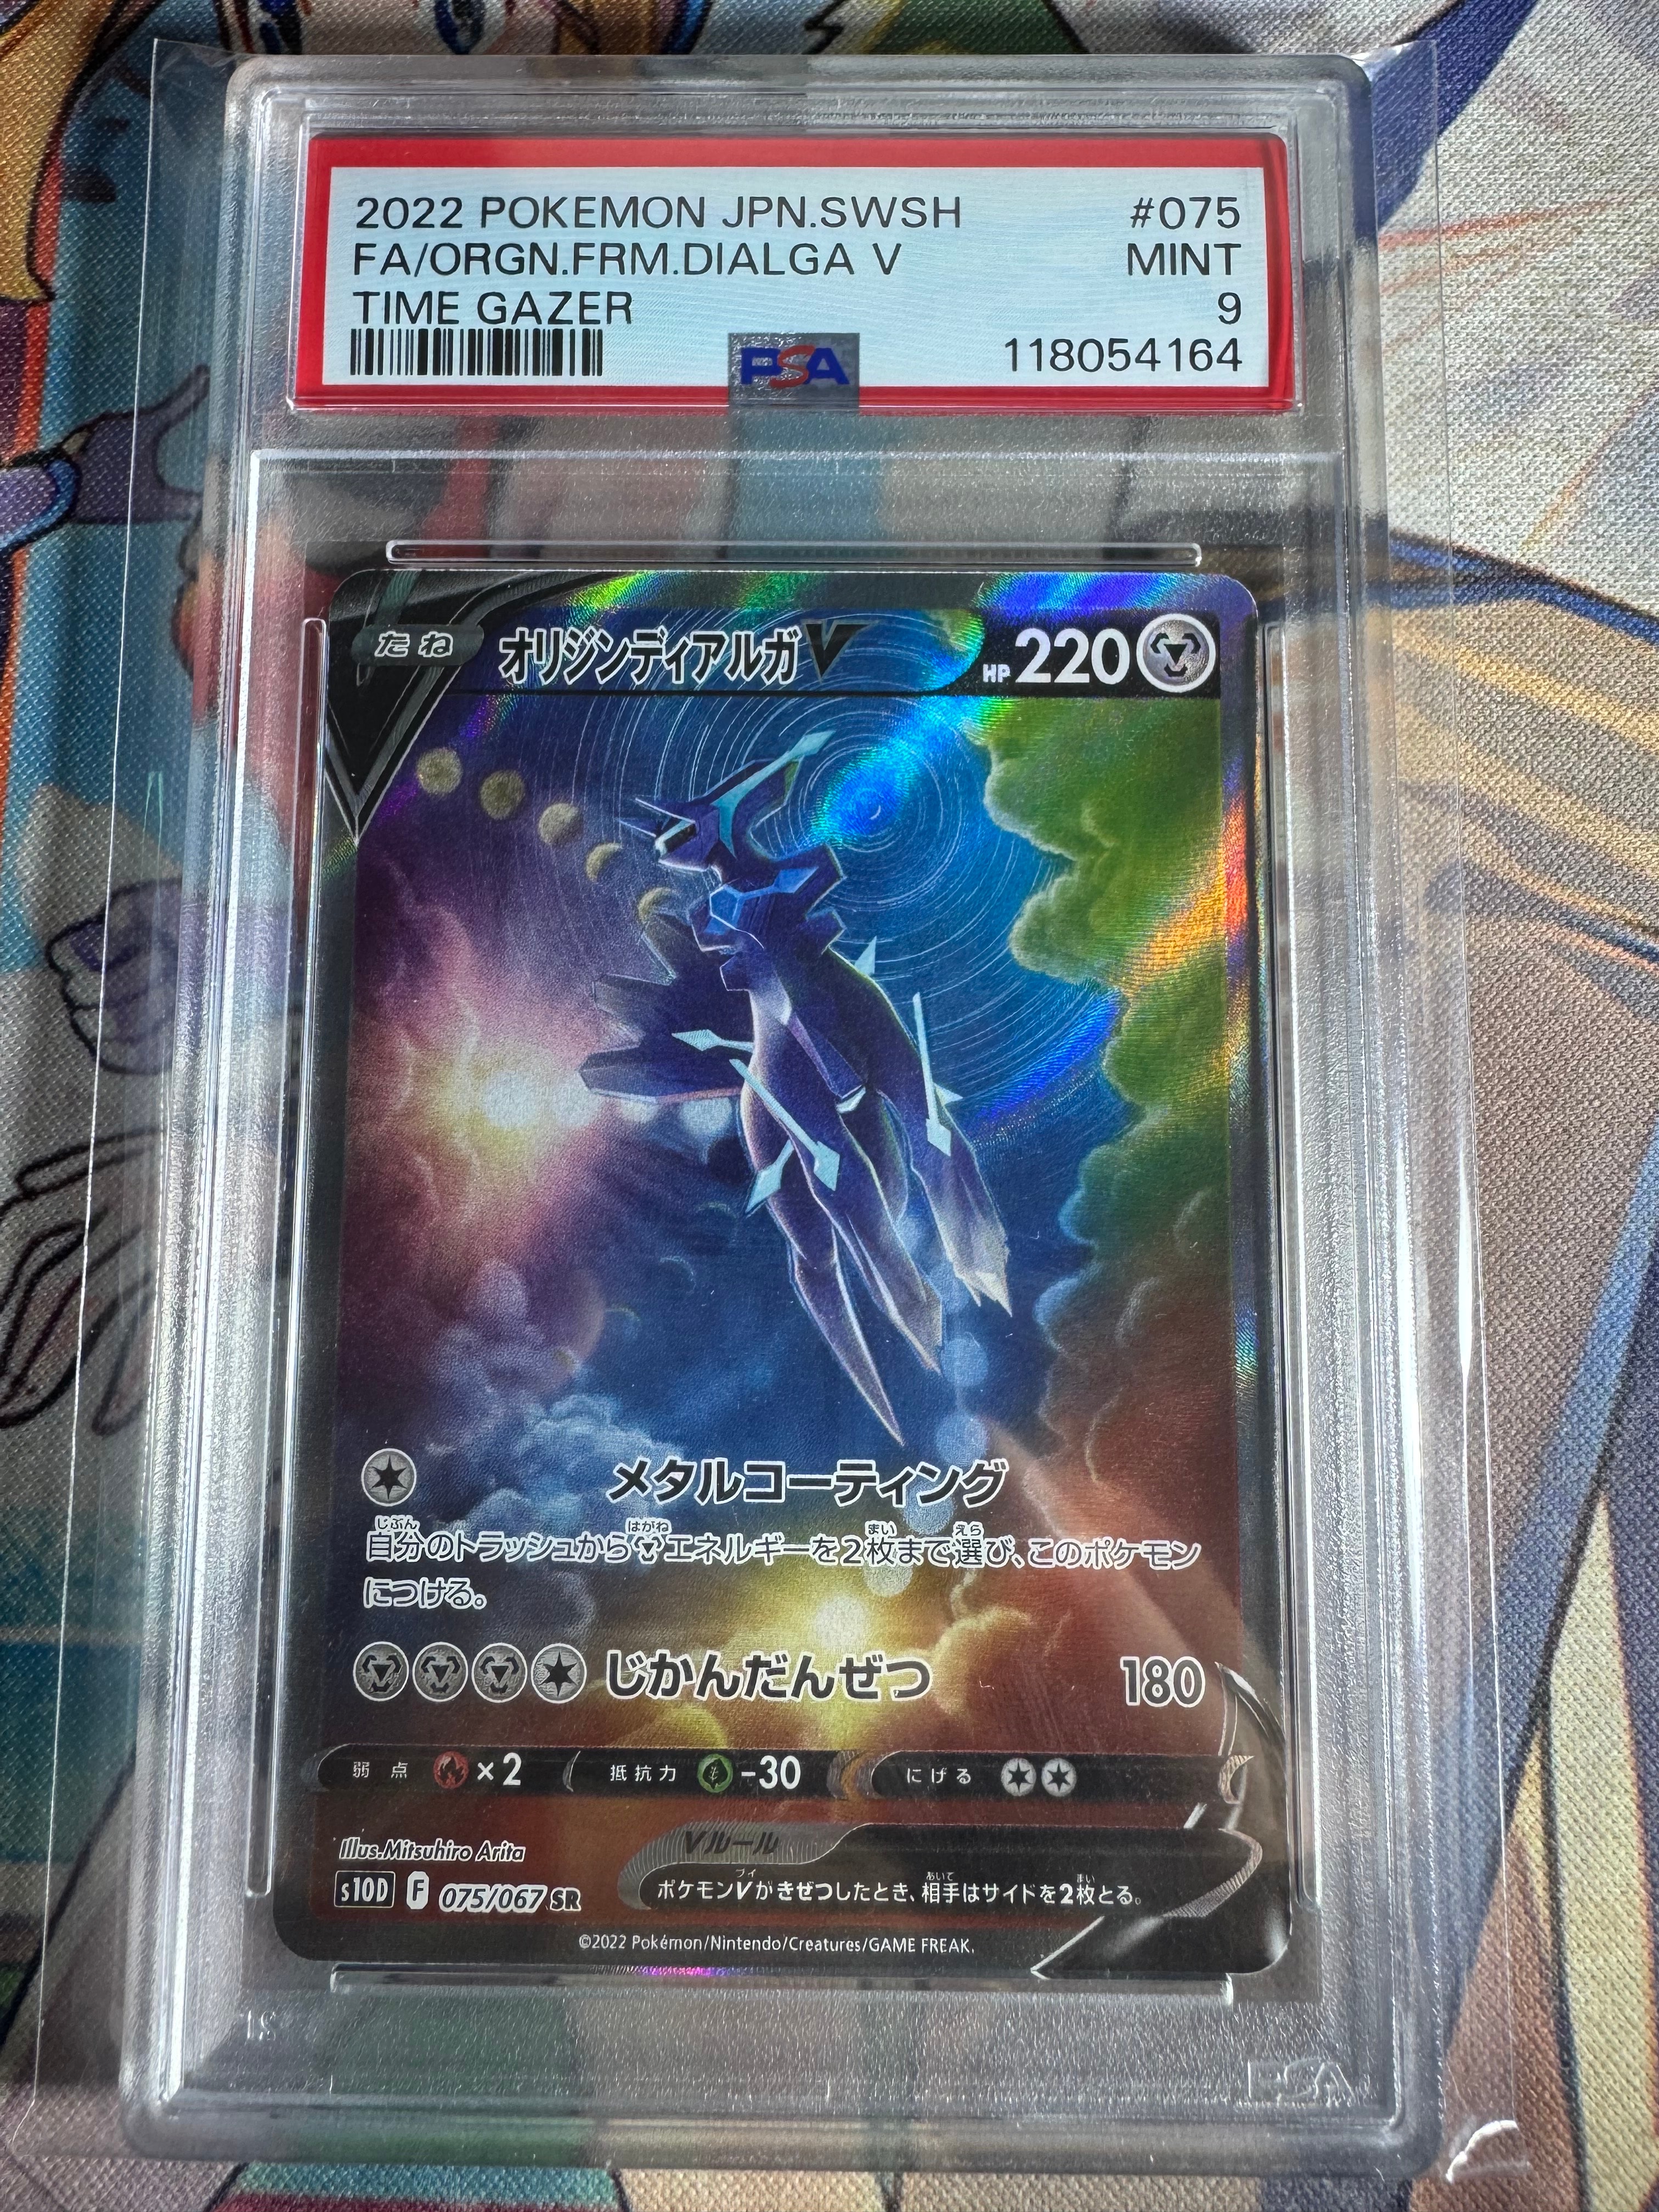 2022 POKEMON JPN.SWSH #075
FA/ORGN.FRM.DIALGA V MINT
TIME GAZER 9
PSA 118054164
たね オリジンディアルガV HP 220
メタルコーティング
自分のトラッシュからエネルギーを2枚まで選び、このポケモン
につける。
じかんだんぜつ 180
弱点 ×2 抵抗力 -30 にげる
Illus.Mitsuhiro Arita
Vルール
s10D F 075/067 SR
ポケモンVがきぜつしたとき、相手はサイドを2枚とる。
©2022 Pokémon/Nintendo/Creatures/GAME FREAK.
PSA